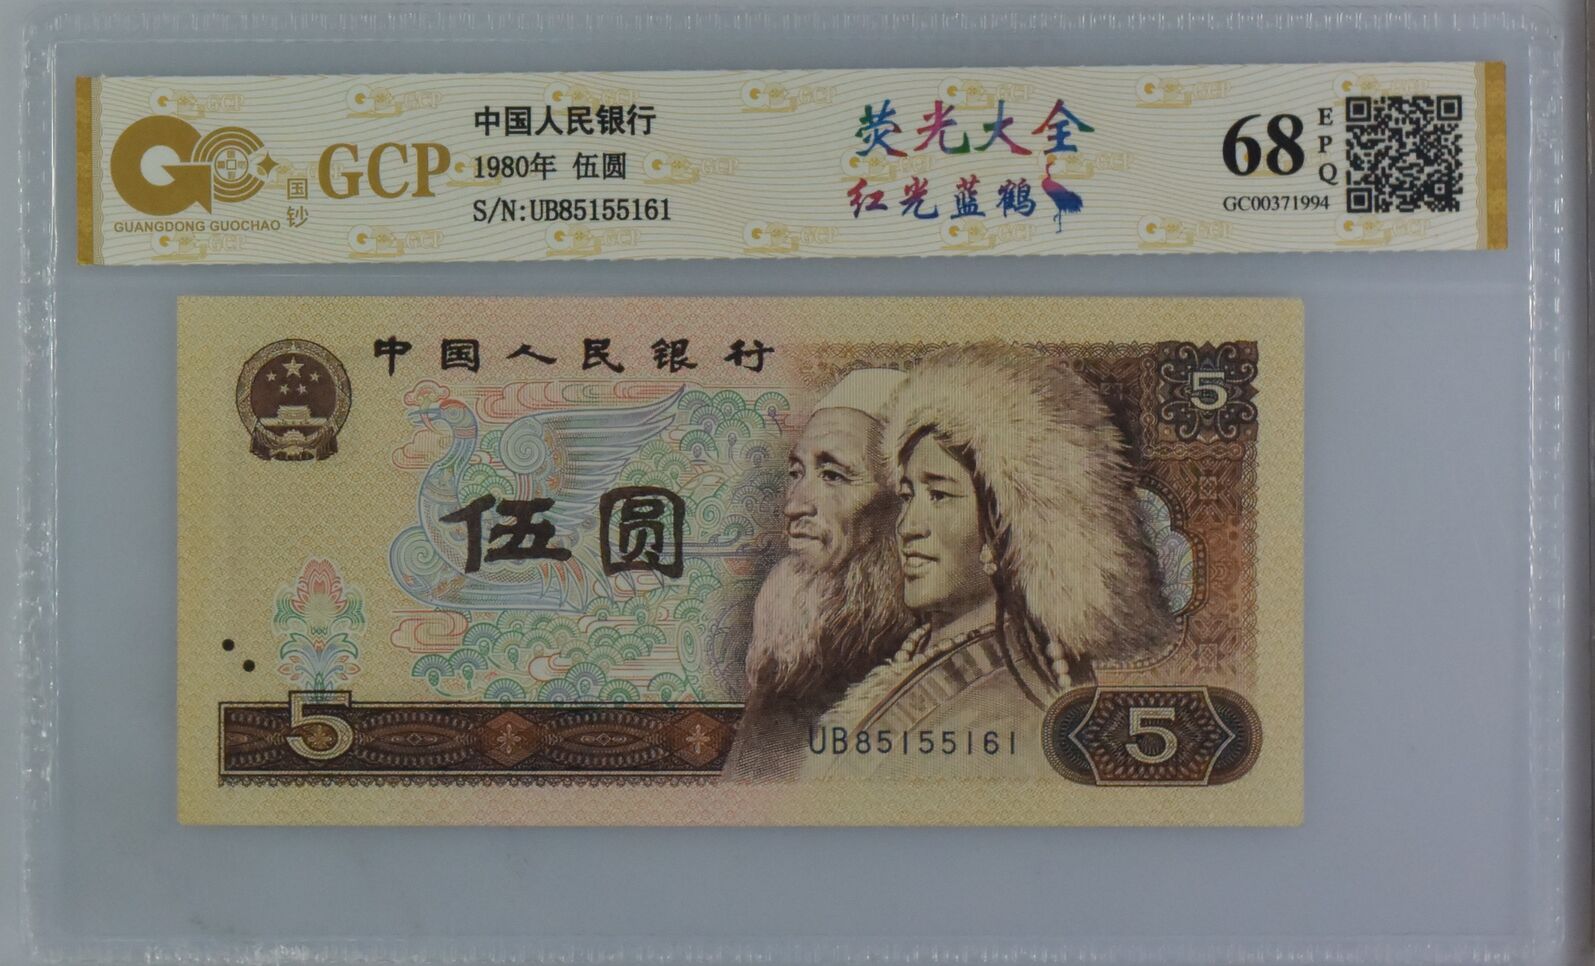 GCP
国钞
GUANGDONG GUOCHAO
中国人民银行
1980年 伍圆
S/N:UB85155161
荧光大全
红光蓝鹤
68
EPQ
GC00371994
中国人民银行
5
伍圆
5
UB85155161
5